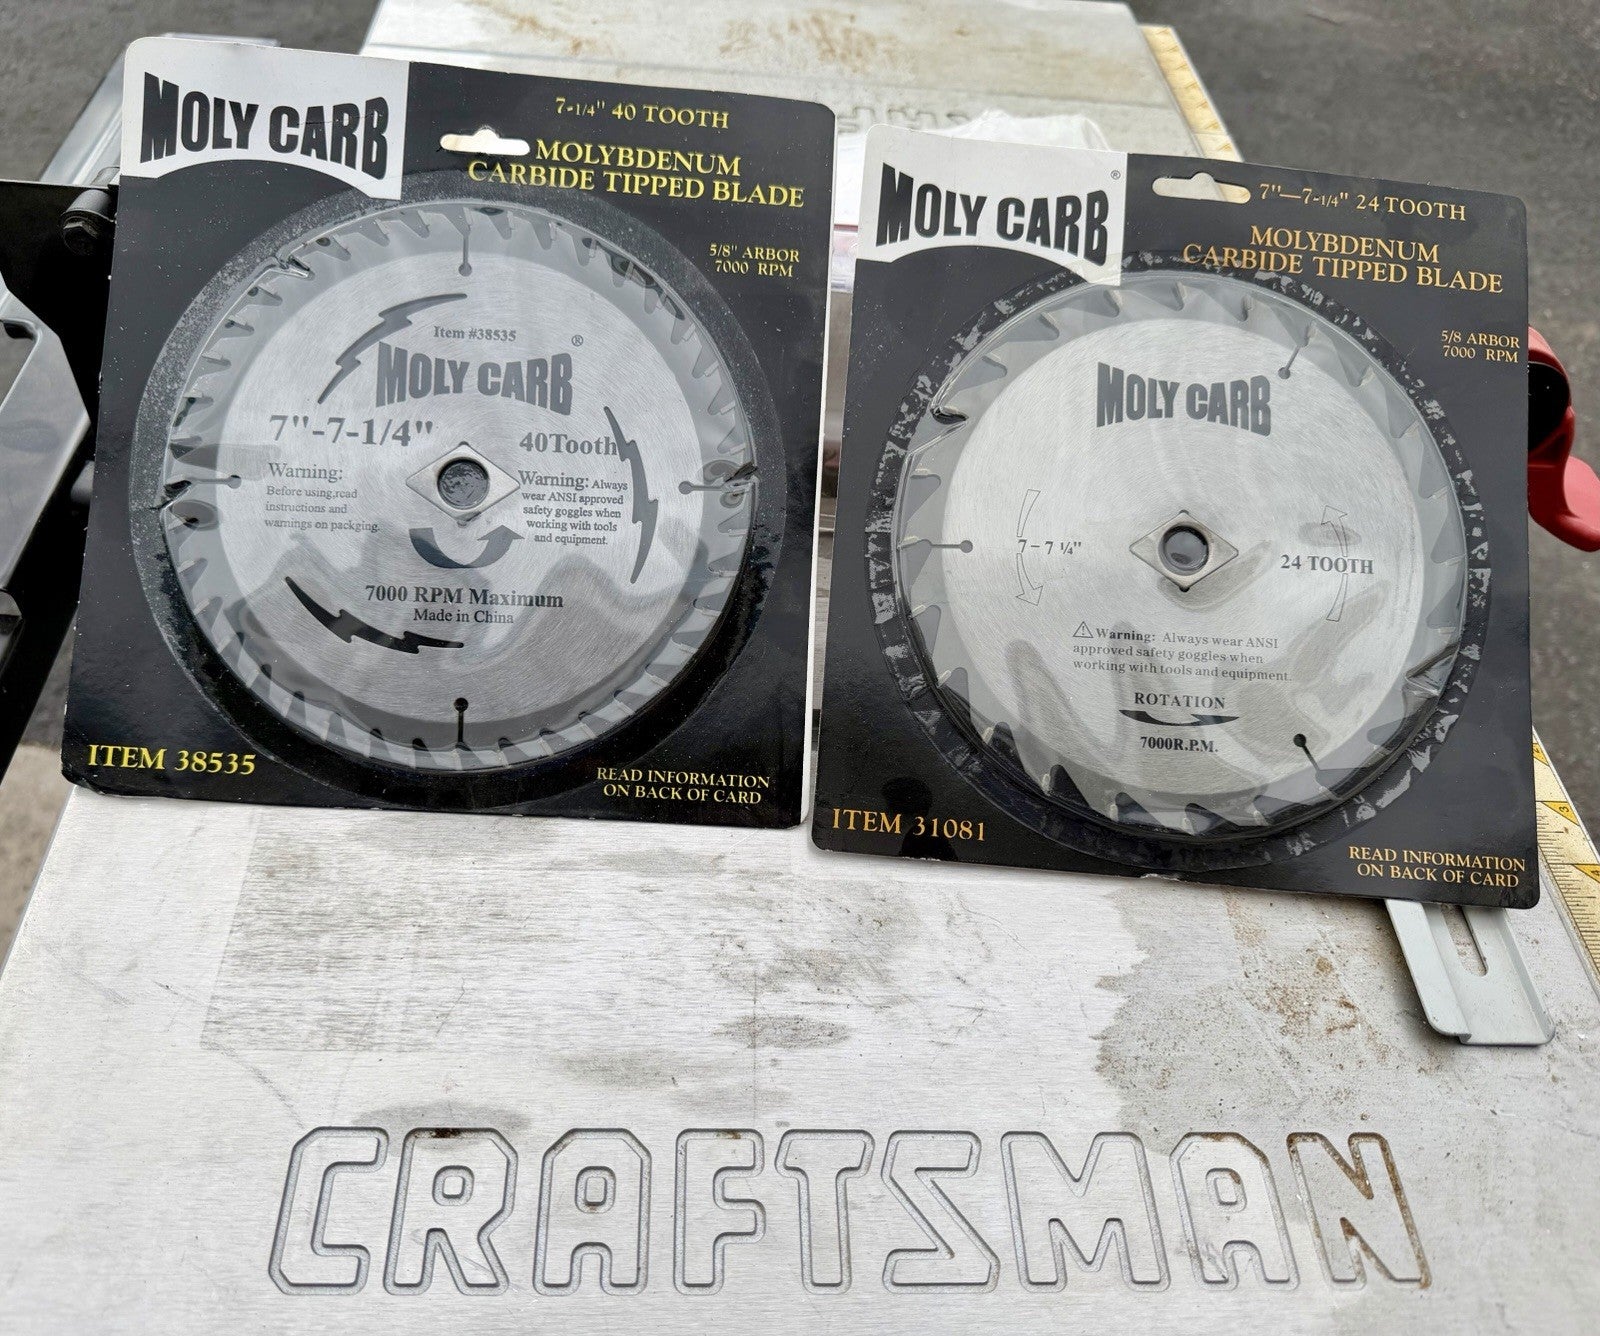 MOLY CARB
7-1/4" 40 TOOTH
MOLYBDENUM
CARBIDE TIPPED BLADE
5/8" ARBOR
7000 RPM
Item #38535
MOLY CARB®
7"-7-1/4"
40Tooth
Warning:
Before using,read
instructions and
warnings on packging.
Warning: Always
wear ANSI approved
safety goggles when
working with tools
and equipment.
7000 RPM Maximum
Made in China
ITEM 38535
READ INFORMATION
ON BACK OF CARD
MOLY CARB®
7"—7-1/4" 24 TOOTH
MOLYBDENUM
CARBIDE TIPPED BLADE
5/8 ARBOR
7000 RPM
MOLY CARB
7 – 7 1/4"
24 TOOTH
Warning: Always wear ANSI
approved safety goggles when
working with tools and equipment.
ROTATION
7000R.P.M.
ITEM 31081
READ INFORMATION
ON BACK OF CARD
CRAFTSMAN